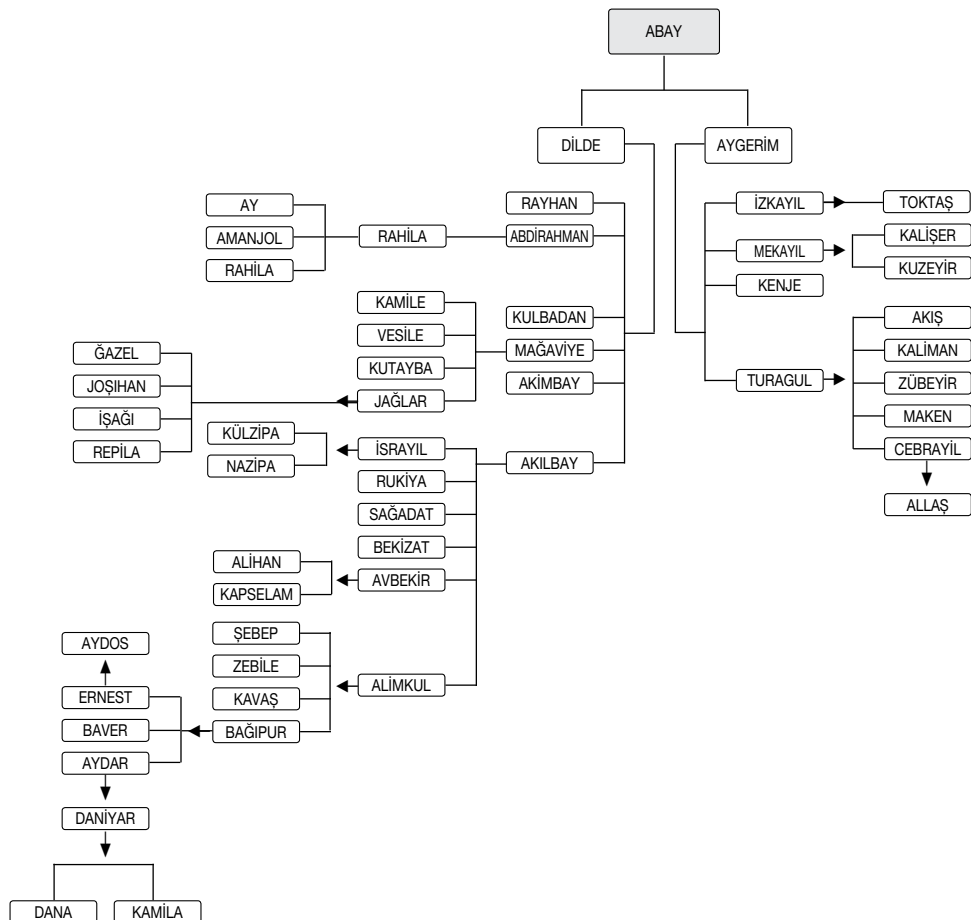 ABAY
DİLDE
AYGERİM
AY
AMANJOL
RAHİLA
RAHİLA
RAYHAN
ABDİRAHMAN
KULBADAN
MAĞAVİYE
AKİMBAY
AKILBAY
KAMİLE
VESİLE
KUTAYBA
JAĞLAR
ĞAZEL
JOŞIHAN
İŞAĞI
REPİLA
İSRAYIL
RUKİYA
SAĞADAT
BEKİZAT
AVBEKİR
ALİMKUL
KÜLZİPA
NAZİPA
ALİHAN
KAPSELAM
ŞEBEP
ZEBİLE
KAVAŞ
BAĞIPUR
AYDOS
ERNEST
BAVER
AYDAR
DANİYAR
DANA
KAMİLA
İZKAYIL
MEKAYIL
KENJE
TURAGUL
TOKTAŞ
KALİŞER
KUZEYİR
AKIŞ
KALİMAN
ZÜBEYİR
MAKEN
CEBRAYİL
ALLAŞ